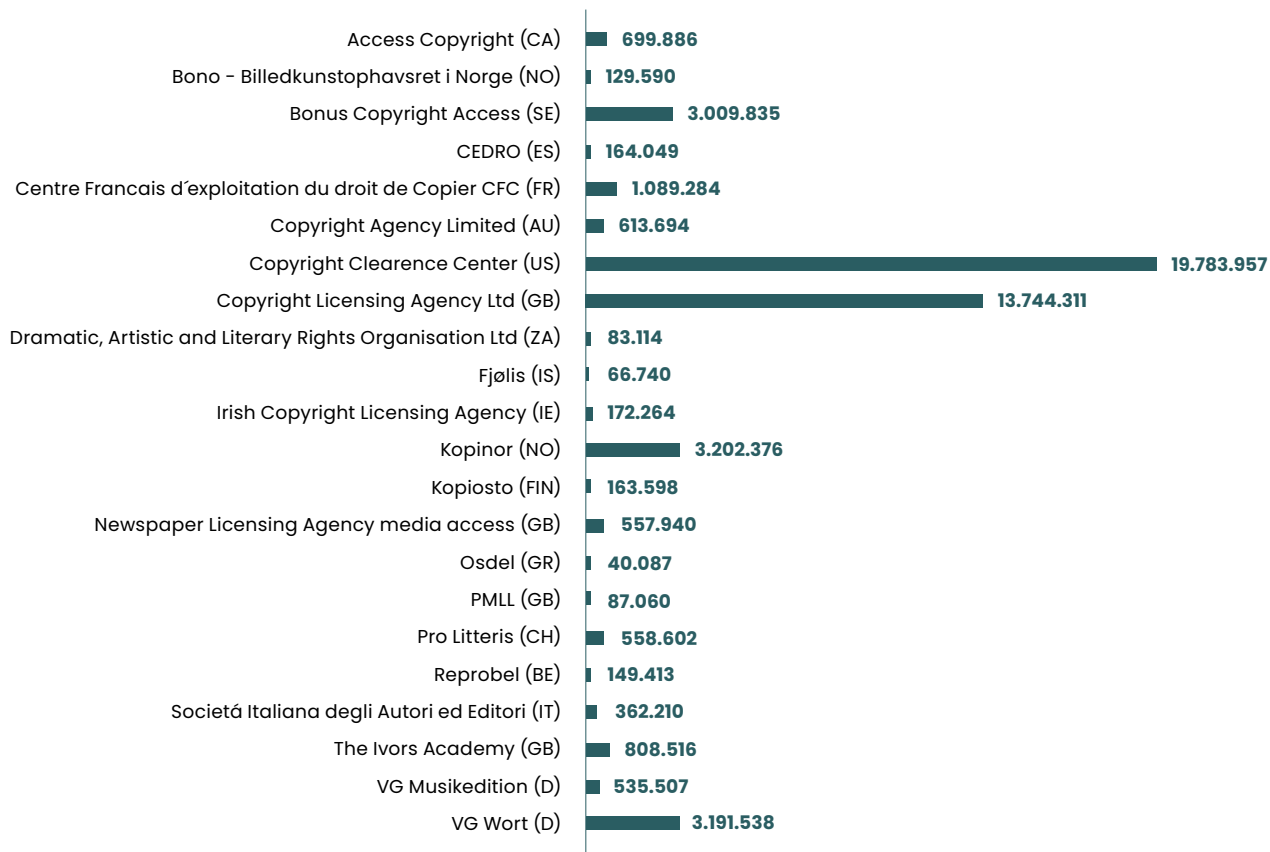 Access Copyright (CA) 699.886
Bono - Billedkunstophavsret i Norge (NO) 129.590
Bonus Copyright Access (SE) 3.009.835
CEDRO (ES) 164.049
Centre Francais d´exploitation du droit de Copier CFC (FR) 1.089.284
Copyright Agency Limited (AU) 613.694
Copyright Clearence Center (US) 19.783.957
Copyright Licensing Agency Ltd (GB) 13.744.311
Dramatic, Artistic and Literary Rights Organisation Ltd (ZA) 83.114
Fjølis (IS) 66.740
Irish Copyright Licensing Agency (IE) 172.264
Kopinor (NO) 3.202.376
Kopiosto (FIN) 163.598
Newspaper Licensing Agency media access (GB) 557.940
Osdel (GR) 40.087
PMLL (GB) 87.060
Pro Litteris (CH) 558.602
Reprobel (BE) 149.413
Societá Italiana degli Autori ed Editori (IT) 362.210
The Ivors Academy (GB) 808.516
VG Musikedition (D) 535.507
VG Wort (D) 3.191.538